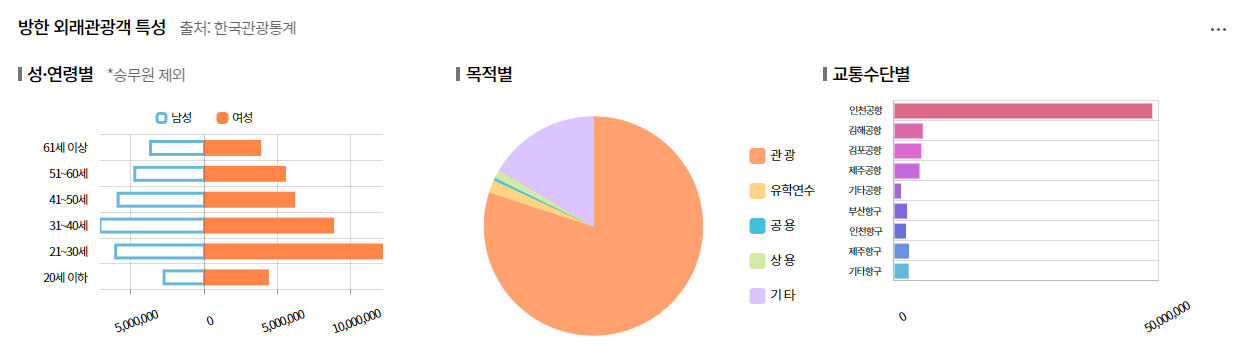 방한 외래관광객 특성 출처: 한국관광통계
성·연령별 *승무원 제외
남성 여성
61세 이상
51~60세
41~50세
31~40세
21~30세
20세 이하
5,000,000 0 5,000,000 10,000,000
목적별
관광
유학연수
공용
상용
기타
교통수단별
인천공항
김해공항
김포공항
제주공항
기타공항
부산항구
인천항구
제주항구
기타항구
0 50,000,000